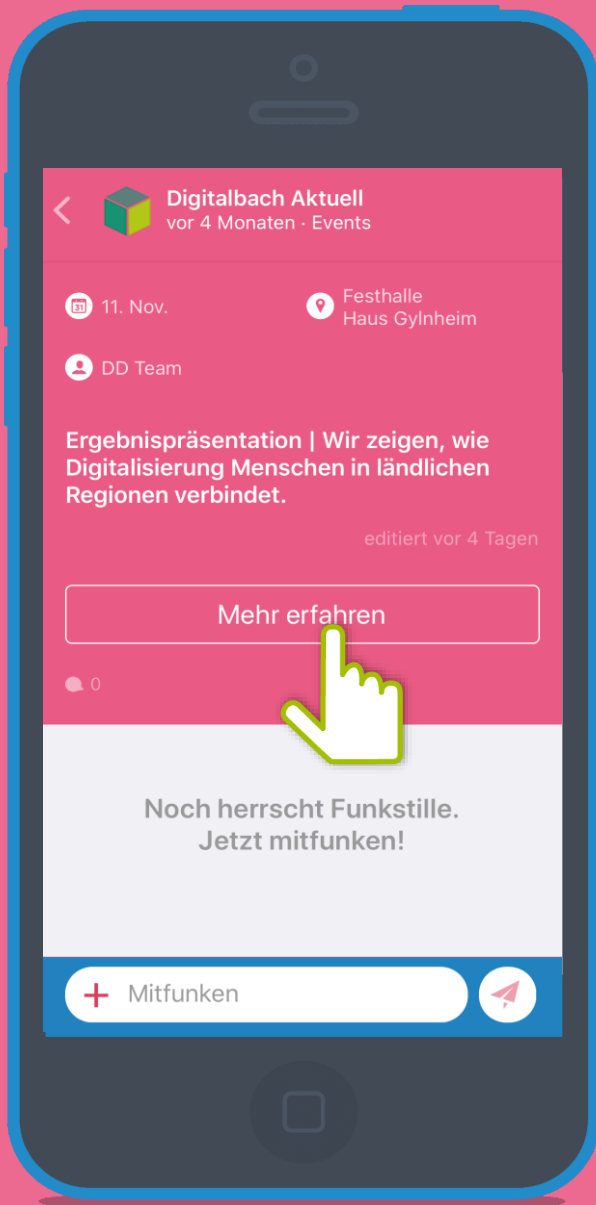 Digitalbach Aktuell
vor 4 Monaten · Events
11. Nov.
Festhalle
Haus Gylnheim
DD Team
Ergebnispräsentation | Wir zeigen, wie
Digitalisierung Menschen in ländlichen
Regionen verbindet.
editiert vor 4 Tagen
Mehr erfahren
0
Noch herrscht Funkstille.
Jetzt mitfunken!
+ Mitfunken